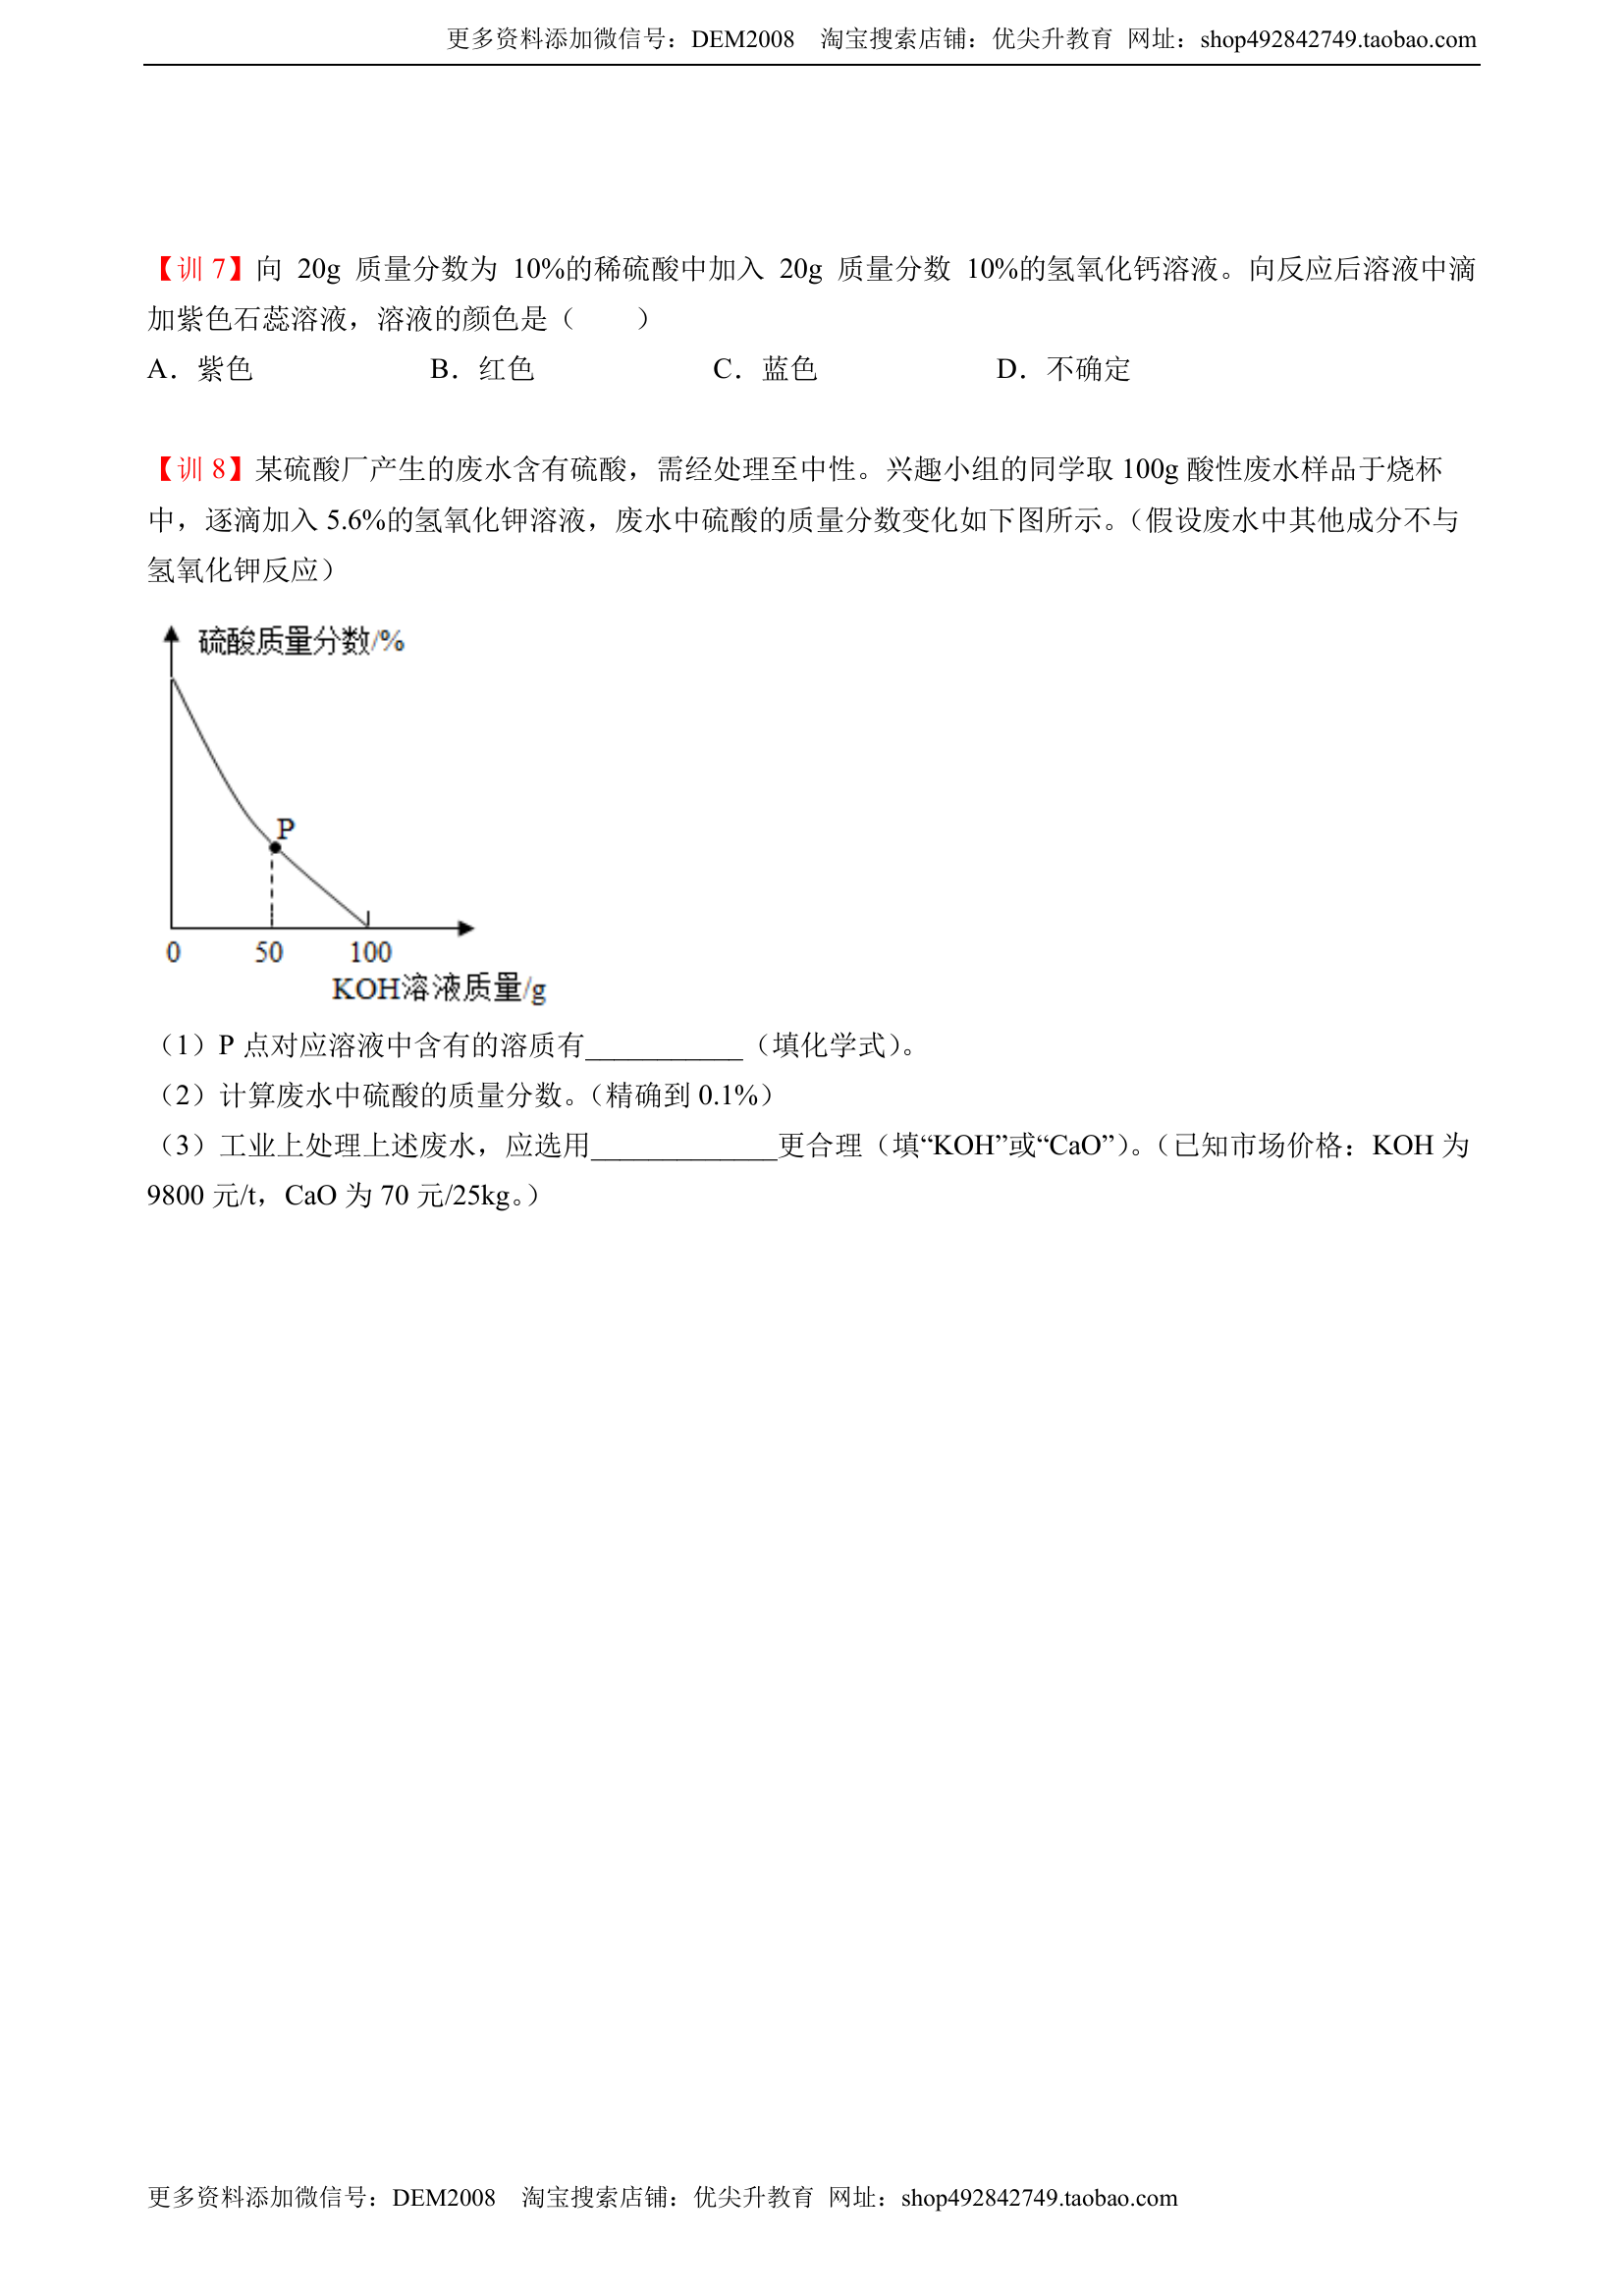 更多资料添加微信号：DEM2008 淘宝搜索店铺：优尖升教育 网址：shop492842749.taobao.com
【训 7】向 20g 质量分数为 10%的稀硫酸中加入 20g 质量分数 10%的氢氧化钙溶液。向反应后溶液中滴
加紫色石蕊溶液，溶液的颜色是（ ）
A．紫色 B．红色 C．蓝色 D．不确定
【训 8】某硫酸厂产生的废水含有硫酸，需经处理至中性。兴趣小组的同学取 100g 酸性废水样品于烧杯
中，逐滴加入 5.6%的氢氧化钾溶液，废水中硫酸的质量分数变化如下图所示。（假设废水中其他成分不与
氢氧化钾反应）
硫酸质量分数/%
P
0 50 100
KOH溶液质量/g
（1）P 点对应溶液中含有的溶质有___________（填化学式）。
（2）计算废水中硫酸的质量分数。（精确到 0.1%）
（3）工业上处理上述废水，应选用_____________更合理（填“KOH”或“CaO”）。（已知市场价格：KOH 为
9800 元/t，CaO 为 70 元/25kg。）
更多资料添加微信号：DEM2008 淘宝搜索店铺：优尖升教育 网址：shop492842749.taobao.com